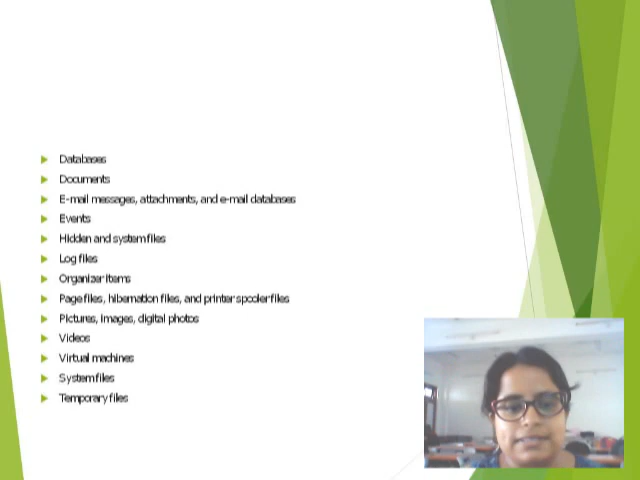 Databases
Documents
E-mail messages, attachments, and e-mail databases
Events
Hidden and system files
Log files
Organizer items
Page files, hibernation files, and printer spooler files
Pictures, images, digital photos
Videos
Virtual machines
System files
Temporary files